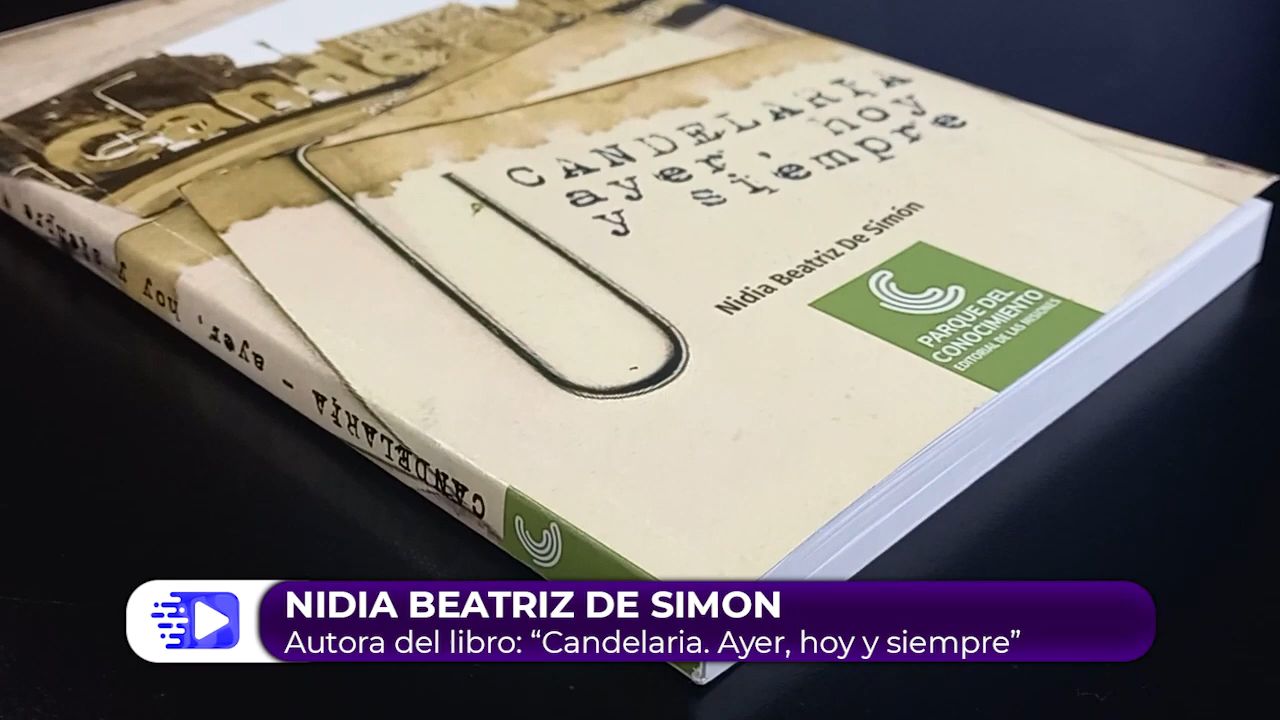 Candelaria
CANDELARIA
ayer, hoy
y siempre
Nidia Beatriz De Simón
PARQUE DEL
CONOCIMIENTO
EDITORIAL DE LAS MISIONES
CANDELARIA - ayer, hoy y siempre
NIDIA BEATRIZ DE SIMON
Autora del libro: “Candelaria. Ayer, hoy y siempre”